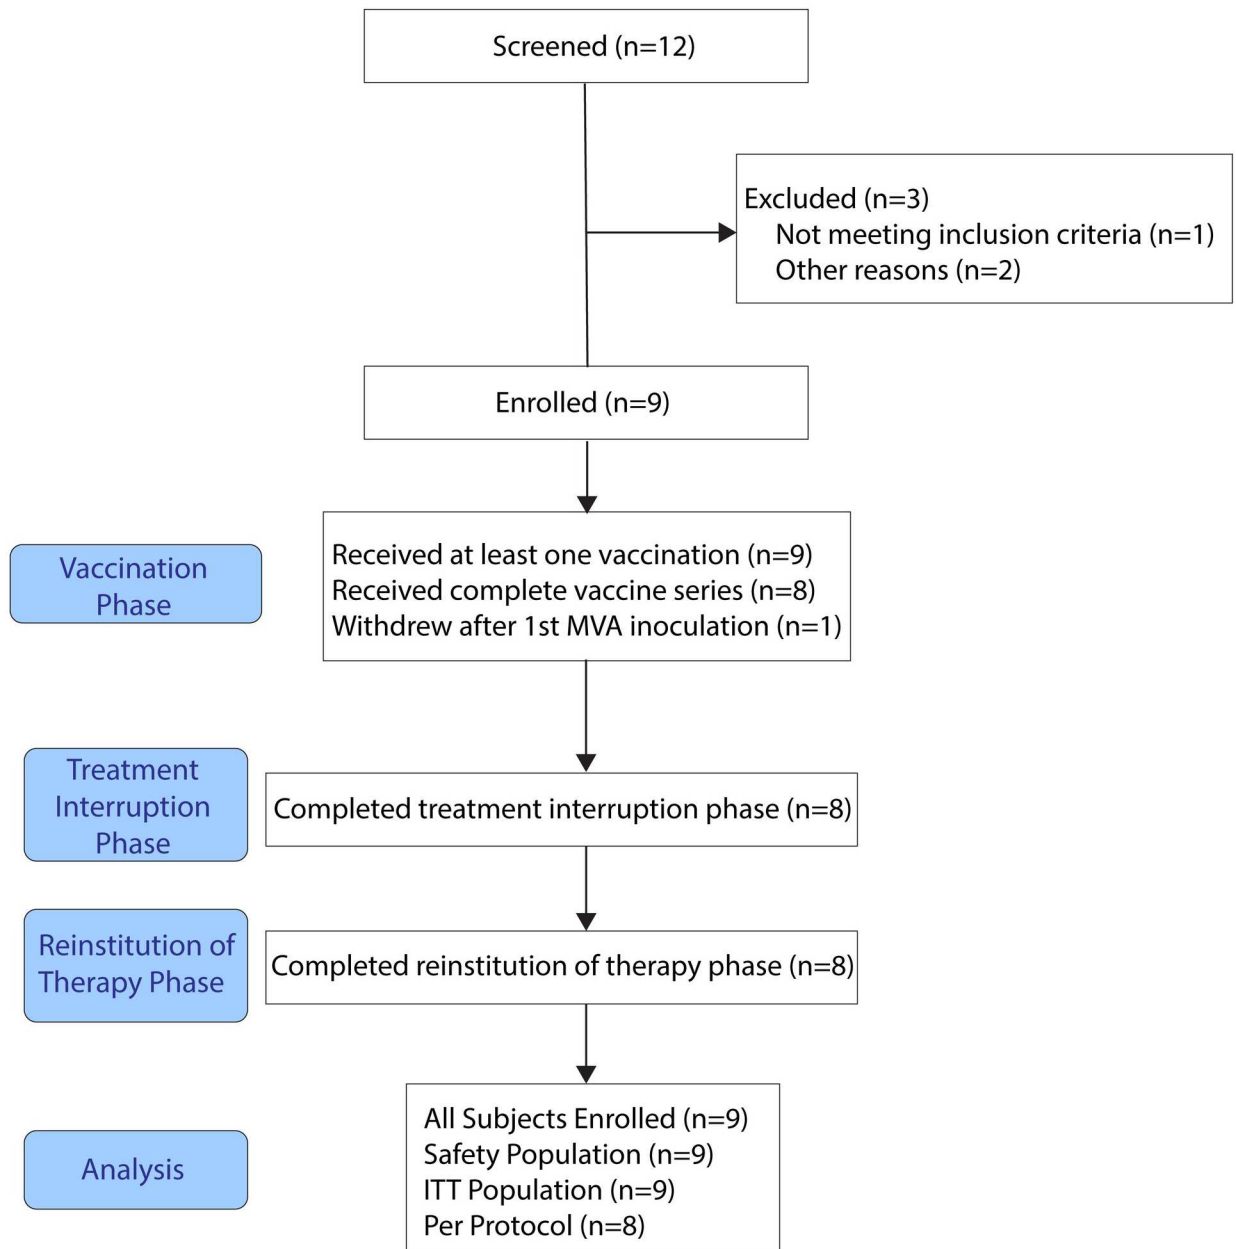 Screened (n=12)
Excluded (n=3)
Not meeting inclusion criteria (n=1)
Other reasons (n=2)
Enrolled (n=9)
Vaccination
Phase
Received at least one vaccination (n=9)
Received complete vaccine series (n=8)
Withdrew after 1st MVA inoculation (n=1)
Treatment
Interruption
Phase
Completed treatment interruption phase (n=8)
Reinstitution of
Therapy Phase
Completed reinstitution of therapy phase (n=8)
Analysis
All Subjects Enrolled (n=9)
Safety Population (n=9)
ITT Population (n=9)
Per Protocol (n=8)